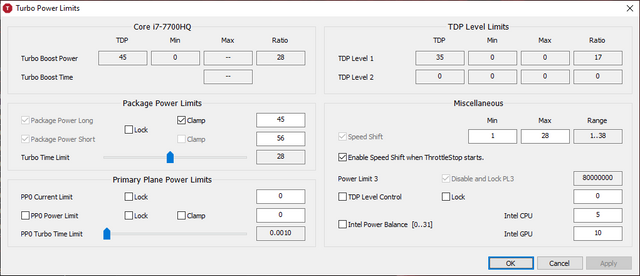 Turbo Power Limits
Core i7-7700HQ
TDP Min Max Ratio
Turbo Boost Power 45 0 -- 28
Turbo Boost Time --
TDP Level Limits
TDP Min Max Ratio
TDP Level 1 35 0 0 17
TDP Level 2 0 0 0 0
Package Power Limits
Package Power Long Lock Clamp 45
Package Power Short Clamp 56
Turbo Time Limit 28
Primary Plane Power Limits
PP0 Current Limit Lock 0
PP0 Power Limit Lock Clamp 0
PP0 Turbo Time Limit 0.0010
Miscellaneous
Min Max Range
Speed Shift 1 28 1..38
Enable Speed Shift when ThrottleStop starts.
Power Limit 3 Disable and Lock PL3 80000000
TDP Level Control Lock 0
Intel Power Balance [0..31] Intel CPU 5
Intel GPU 10
OK Cancel Apply